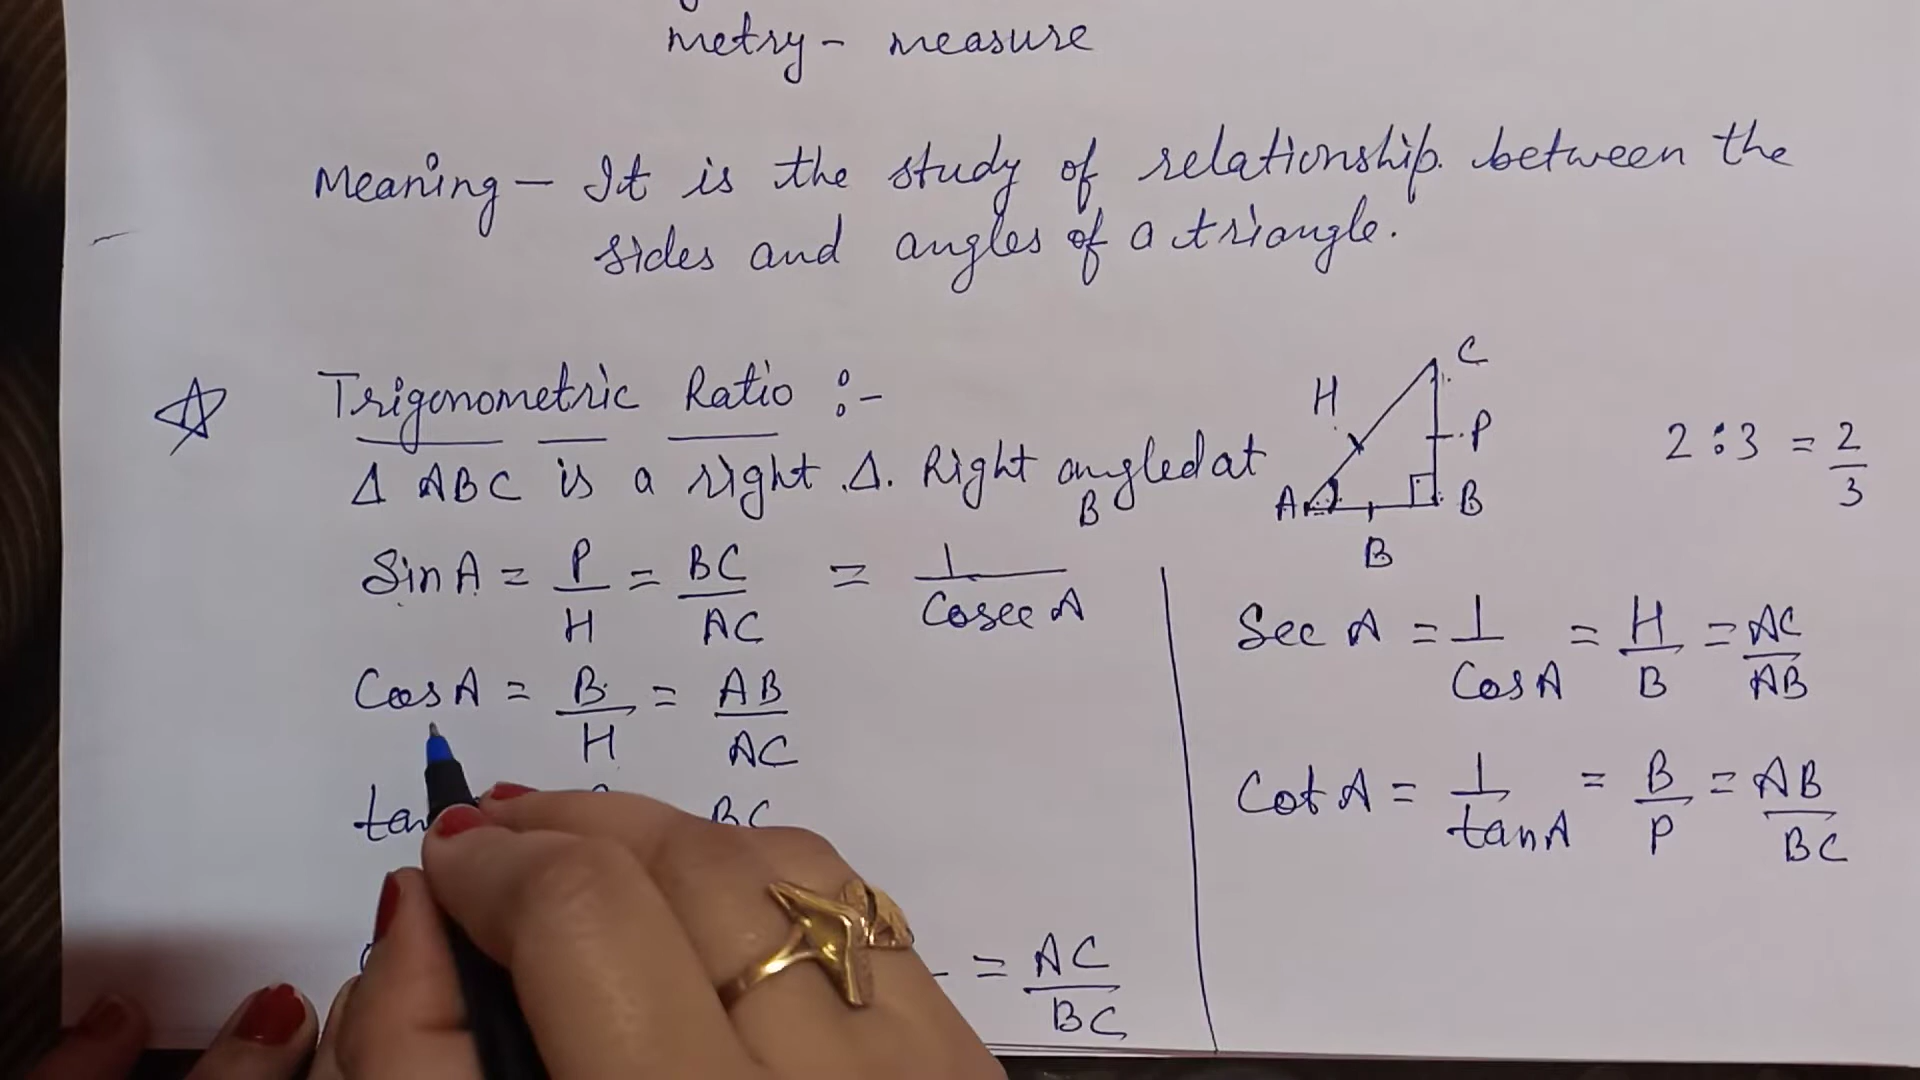 metry - measure
Meaning - It is the study of relationship between the
sides and angles of a triangle.
Trigonometric Ratio :-
Δ ABC is a right Δ. Right angled at
B
C
H
P
A
B
B
2 : 3 = 2/3
Sin A = P/H = BC/AC = 1/Cosec A
Cos A = B/H = AB/AC
tan BC
= AC/BC
Sec A = 1/Cos A = H/B = AC/AB
Cot A = 1/tan A = B/P = AB/BC